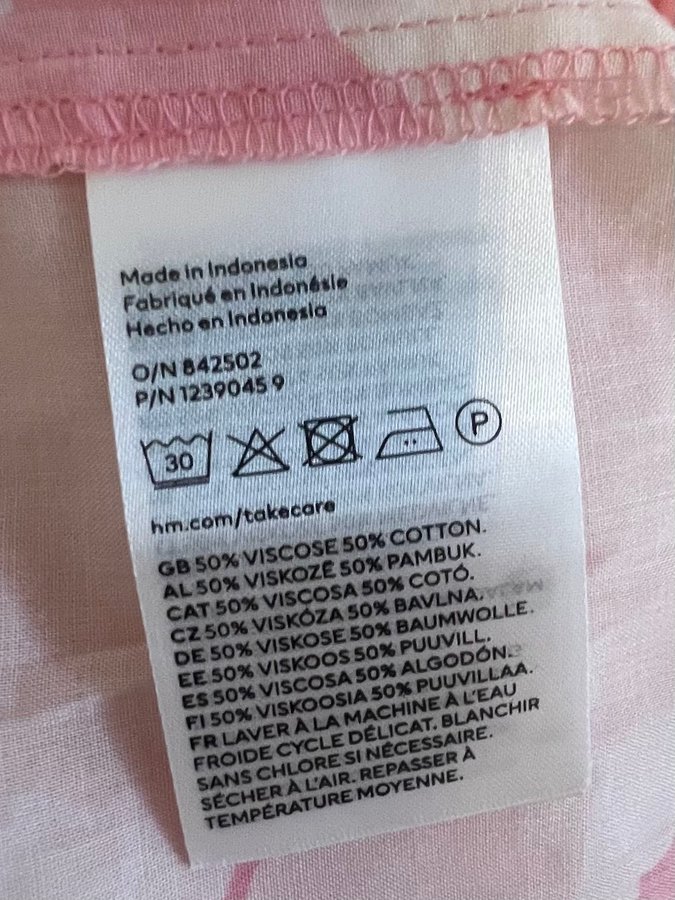 Made in Indonesia
Fabriqué en Indonésie
Hecho en Indonesia
O/N 842502
P/N 1239045 9
30
P
hm.com/takecare
GB 50% VISCOSE 50% COTTON.
AL 50% VISKOZË 50% PAMBUK.
CAT 50% VISCOSA 50% COTÓ.
CZ 50% VISKÓZA 50% BAVLNA.
DE 50% VISKOSE 50% BAUMWOLLE.
EE 50% VISKOOS 50% PUUVILL.
ES 50% VISCOSA 50% ALGODÓN.
FI 50% VISKOOSIA 50% PUUVILLAA.
FR LAVER À LA MACHINE À L'EAU
FROIDE CYCLE DÉLICAT. BLANCHIR
SANS CHLORE SI NÉCESSAIRE.
SÉCHER À L'AIR. REPASSER À
TEMPÉRATURE MOYENNE.